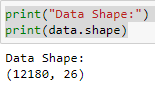 print("Data Shape:")
print(data.shape)
Data Shape:
(12180, 26)